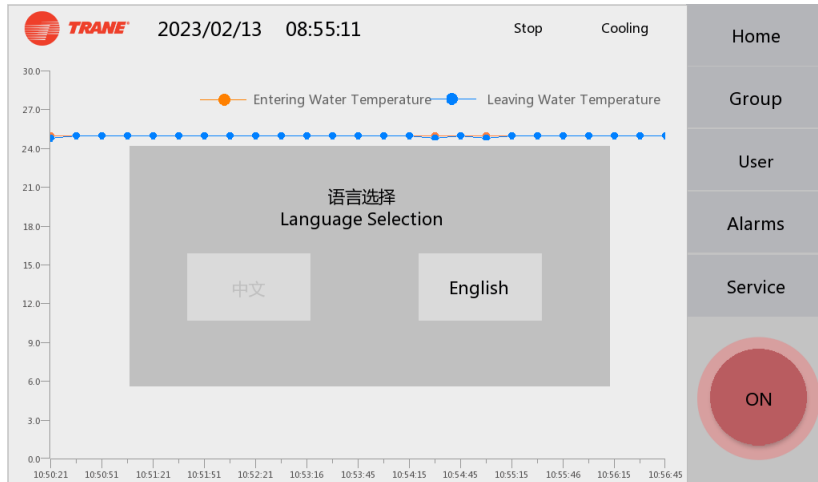 TRANE
2023/02/13 08:55:11
Stop
Cooling
Home
Group
User
Alarms
Service
ON
Entering Water Temperature
Leaving Water Temperature
30.0
27.0
24.0
21.0
18.0
15.0
12.0
9.0
6.0
3.0
0.0
语言选择
Language Selection
中文
English
10:50:21 10:50:51 10:51:21 10:51:51 10:52:21 10:53:16 10:53:45 10:54:15 10:54:45 10:55:15 10:55:46 10:56:15 10:56:45